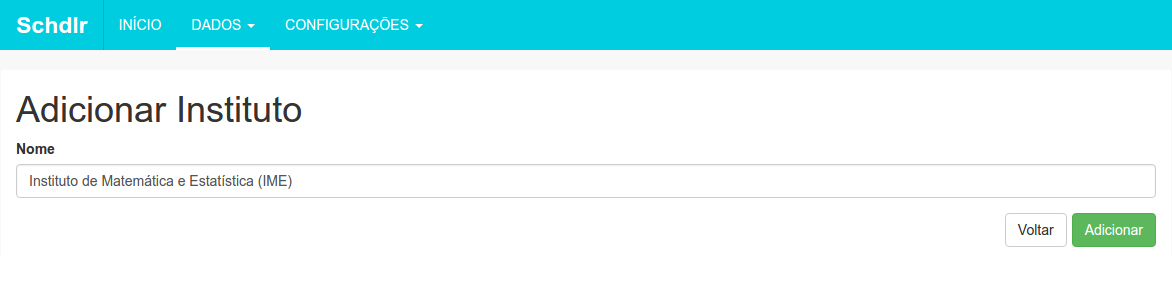 Schdlr INÍCIO DADOS CONFIGURAÇÕES
Adicionar Instituto
Nome
Instituto de Matemática e Estatística (IME)
Voltar Adicionar